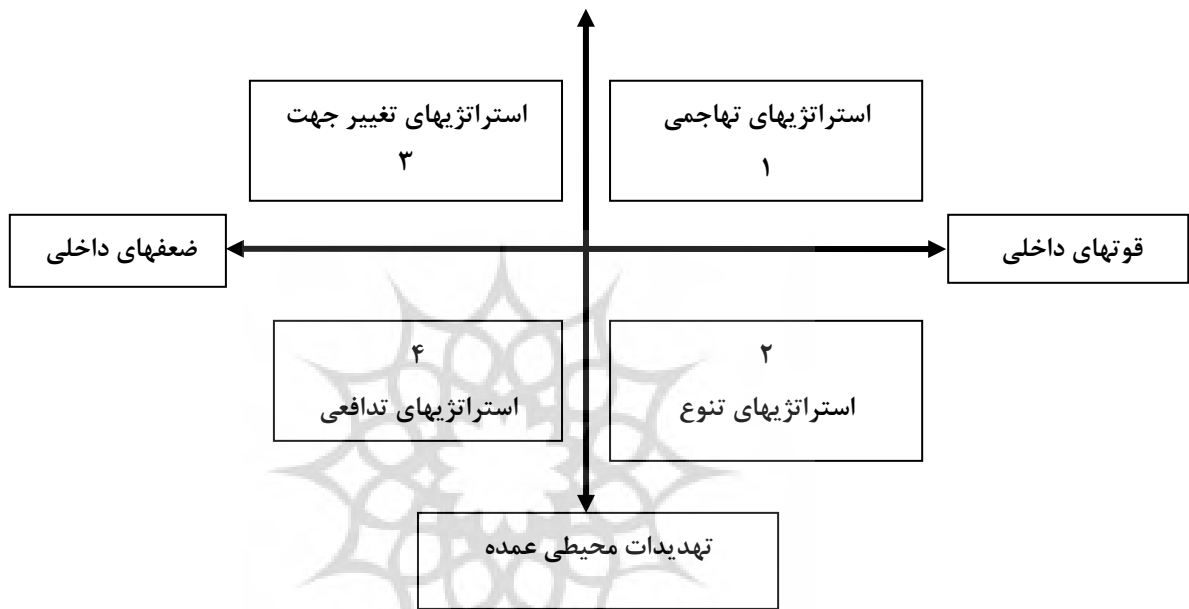 استراتژیهای تهاجمی
۱
استراتژیهای تغییر جهت
۳
قوتهای داخلی
ضعفهای داخلی
۲
استراتژیهای تنوع
۴
استراتژیهای تدافعی
تهدیدات محیطی عمده